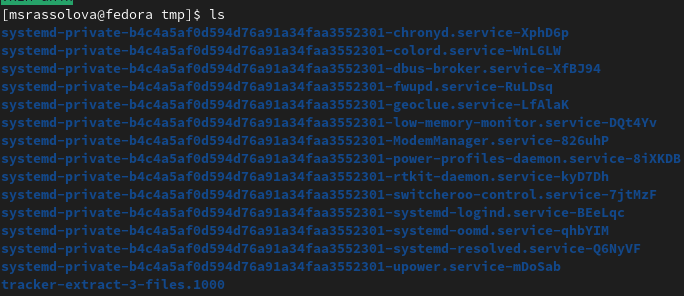 [msrassolova@fedora tmp]$ ls
systemd-private-b4c4a5af0d594d76a91a34faa3552301-chronyd.service-XphD6p
systemd-private-b4c4a5af0d594d76a91a34faa3552301-colord.service-WnL6LW
systemd-private-b4c4a5af0d594d76a91a34faa3552301-dbus-broker.service-XfBJ94
systemd-private-b4c4a5af0d594d76a91a34faa3552301-fwupd.service-RuLDsq
systemd-private-b4c4a5af0d594d76a91a34faa3552301-geoclue.service-LfAlaK
systemd-private-b4c4a5af0d594d76a91a34faa3552301-low-memory-monitor.service-DQt4Yv
systemd-private-b4c4a5af0d594d76a91a34faa3552301-ModemManager.service-826uhP
systemd-private-b4c4a5af0d594d76a91a34faa3552301-power-profiles-daemon.service-8iXKDB
systemd-private-b4c4a5af0d594d76a91a34faa3552301-rtkit-daemon.service-kyD7Dh
systemd-private-b4c4a5af0d594d76a91a34faa3552301-switcheroo-control.service-7jtMzF
systemd-private-b4c4a5af0d594d76a91a34faa3552301-systemd-logind.service-BEeLqc
systemd-private-b4c4a5af0d594d76a91a34faa3552301-systemd-oomd.service-qhbYIM
systemd-private-b4c4a5af0d594d76a91a34faa3552301-systemd-resolved.service-Q6NyVF
systemd-private-b4c4a5af0d594d76a91a34faa3552301-upower.service-mDoSab
tracker-extract-3-files.1000